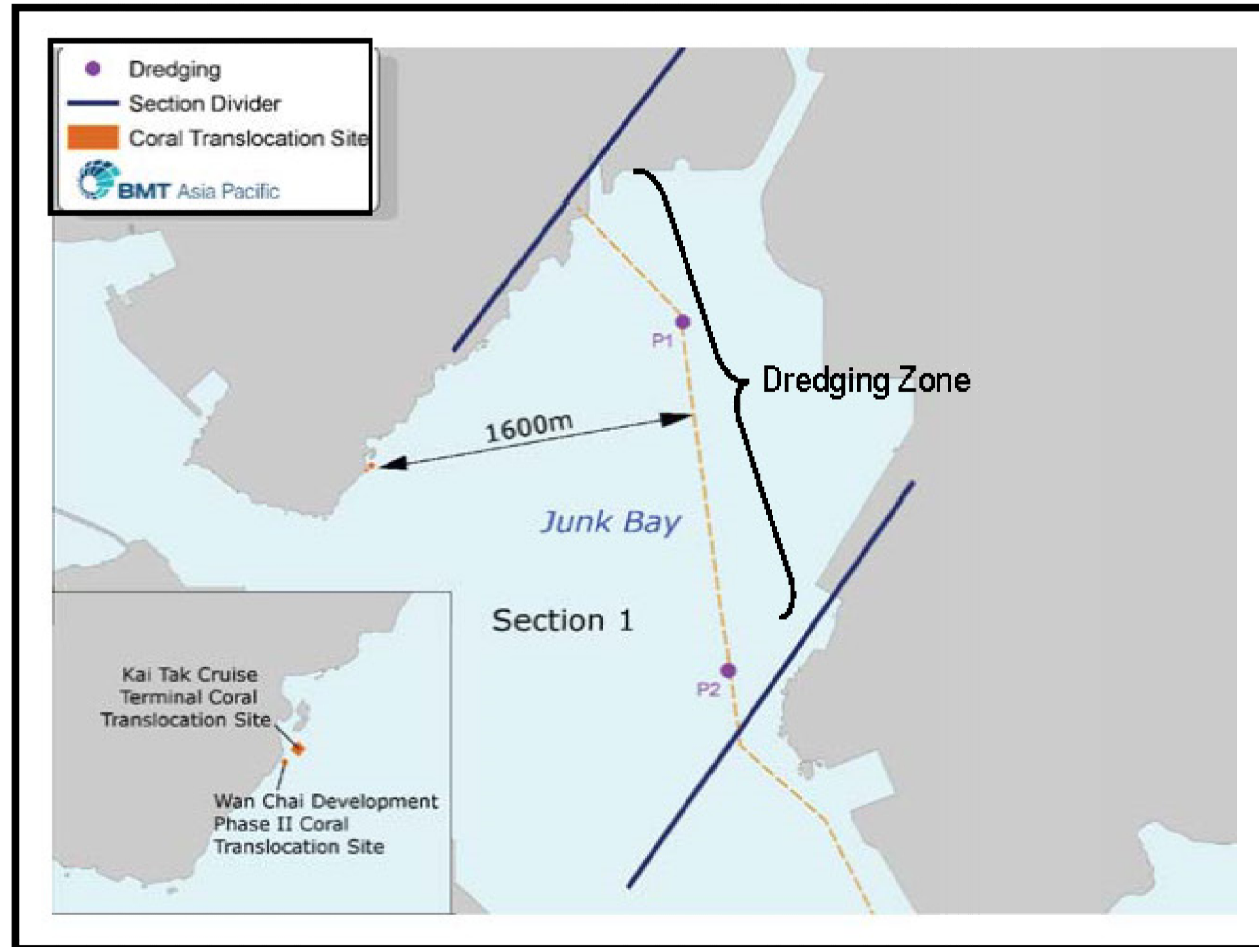 Dredging
Section Divider
Coral Translocation Site
BMT Asia Pacific
P1
Dredging Zone
1600m
Junk Bay
Section 1
P2
Kai Tak Cruise
Terminal Coral
Translocation Site
Wan Chai Development
Phase II Coral
Translocation Site